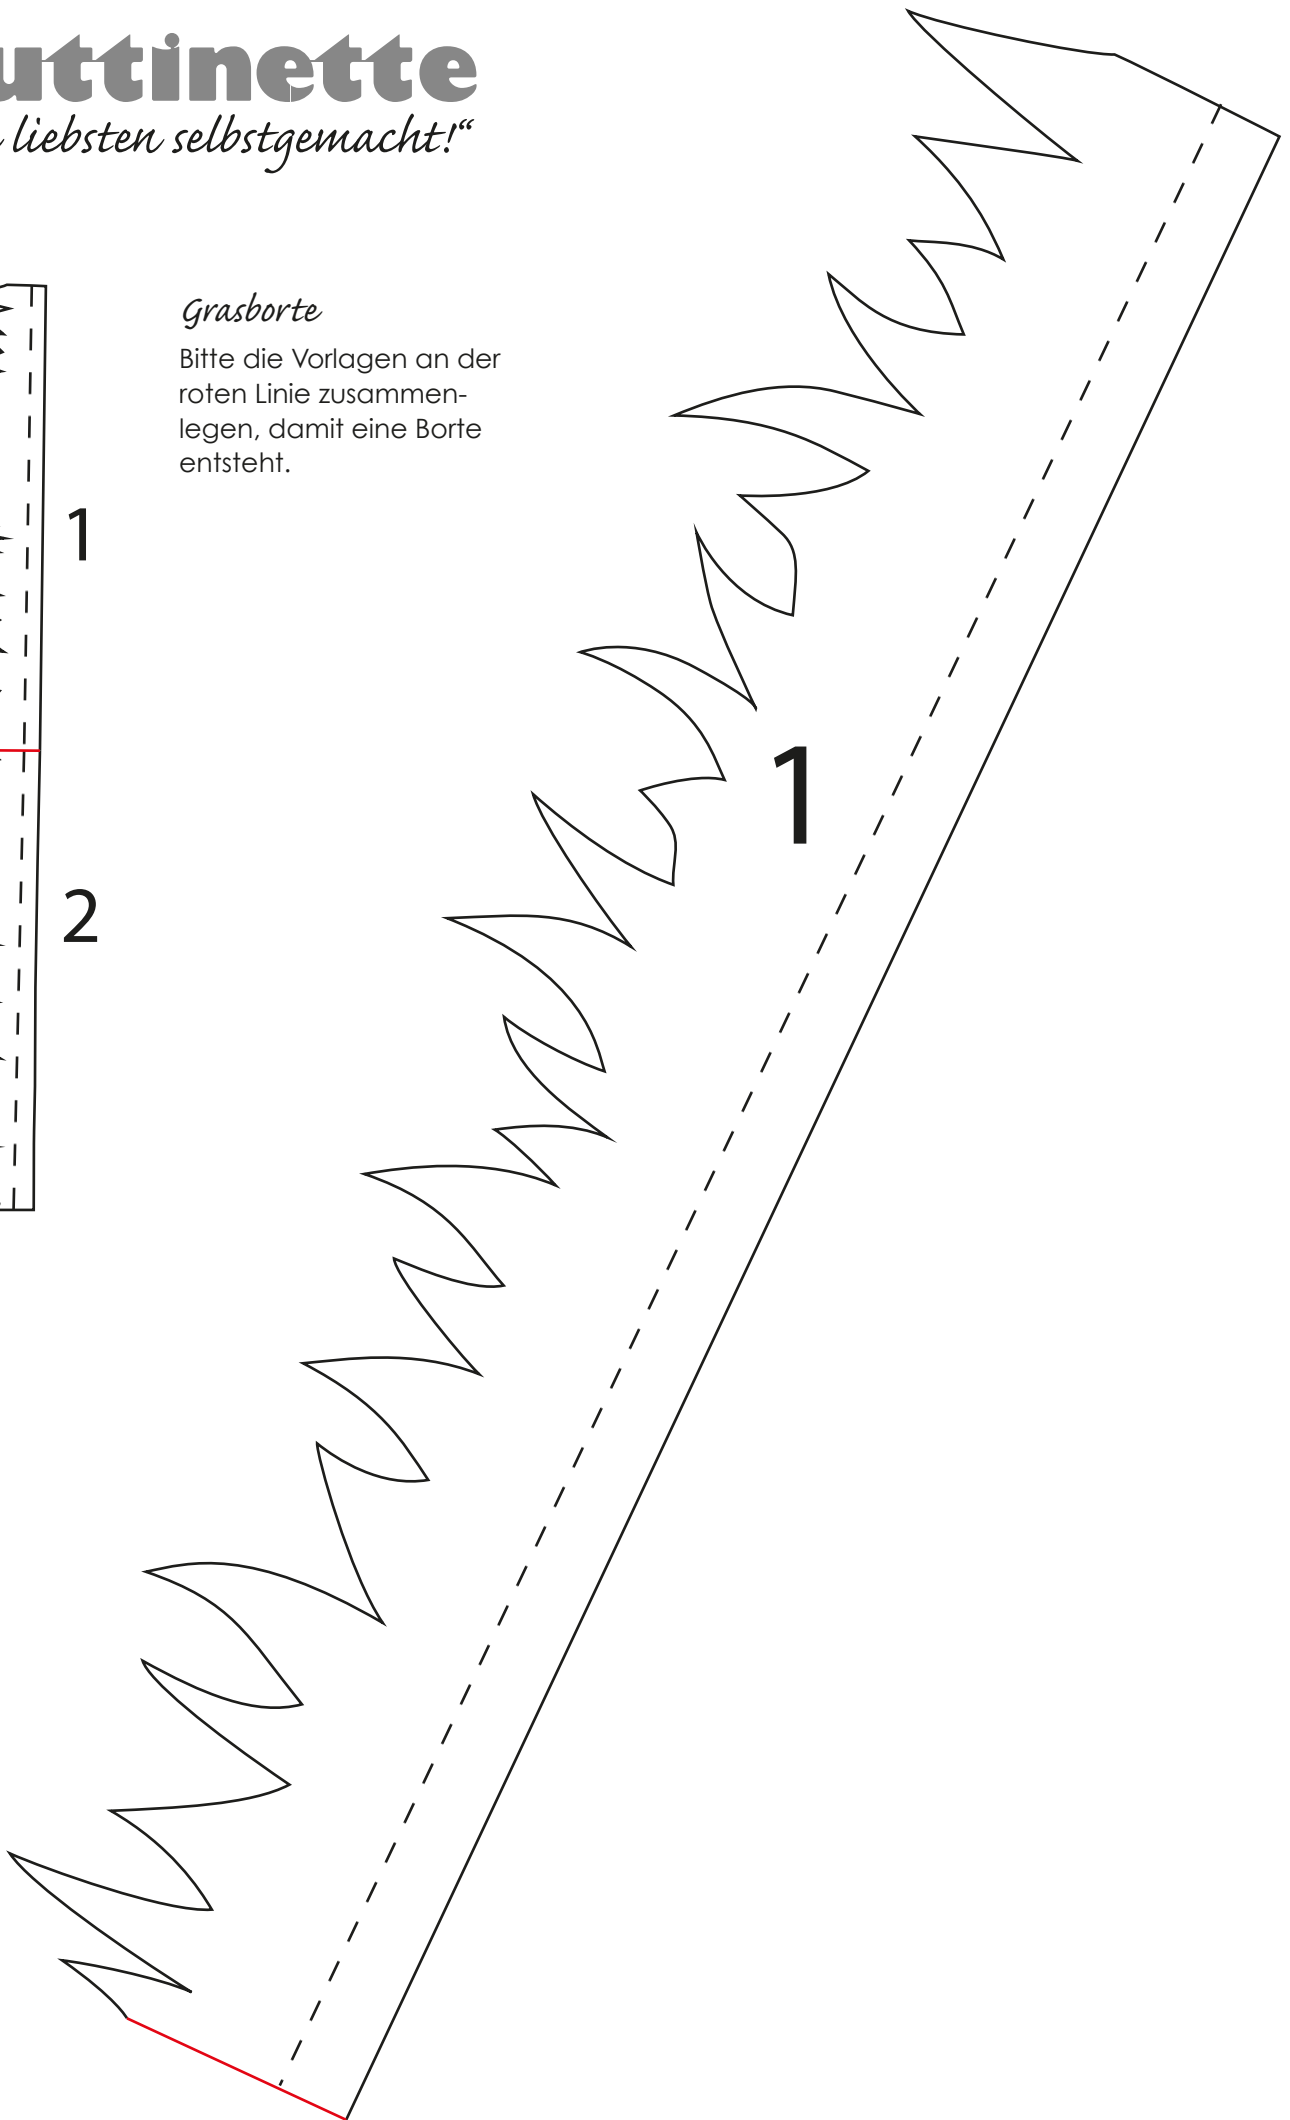 uttinette
liebsten selbstgemacht!“
Grasborte
Bitte die Vorlagen an der
roten Linie zusammen-
legen, damit eine Borte
entsteht.
1
2
1